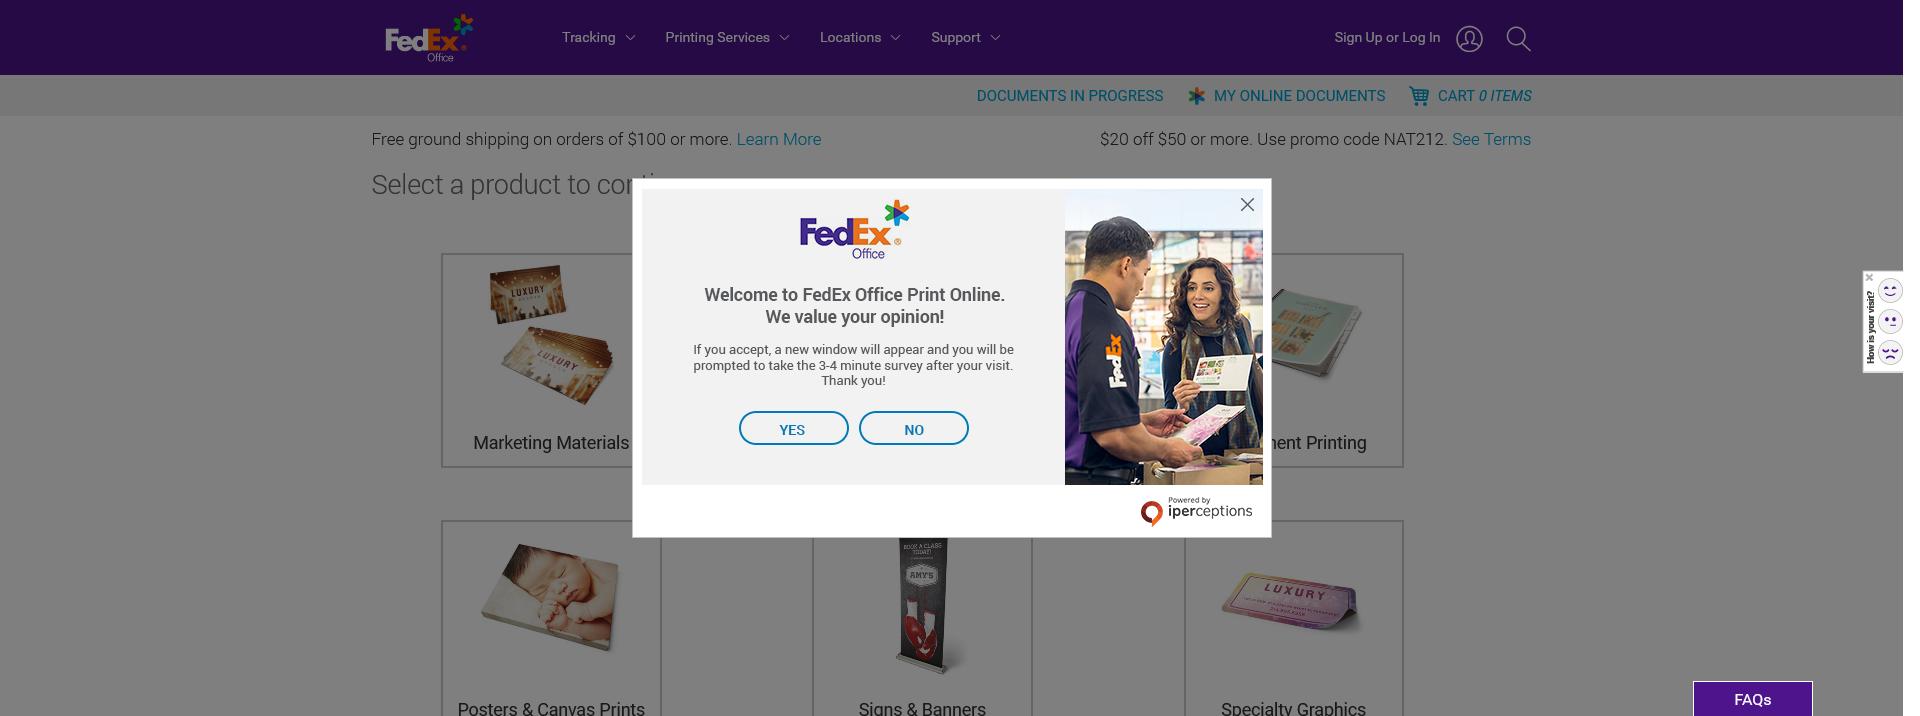 FedEx Office
Tracking
Printing Services
Locations
Support
Sign Up or Log In
DOCUMENTS IN PROGRESS
MY ONLINE DOCUMENTS
CART 0 ITEMS
Free ground shipping on orders of $100 or more. Learn More
$20 off $50 or more. Use promo code NAT212. See Terms
Select a product to conti
FedEx®
Office
Welcome to FedEx Office Print Online.
We value your opinion!
If you accept, a new window will appear and you will be
prompted to take the 3-4 minute survey after your visit.
Thank you!
YES
NO
FedEx
Powered by
iperceptions
How is your visit?
LUXURY
LUXURY
Marketing Materials
ment Printing
BOOK A CLASS
TODAY!
AMY'S
LUXURY
Posters & Canvas Prints
Signs & Banners
Specialty Graphics
FAQs